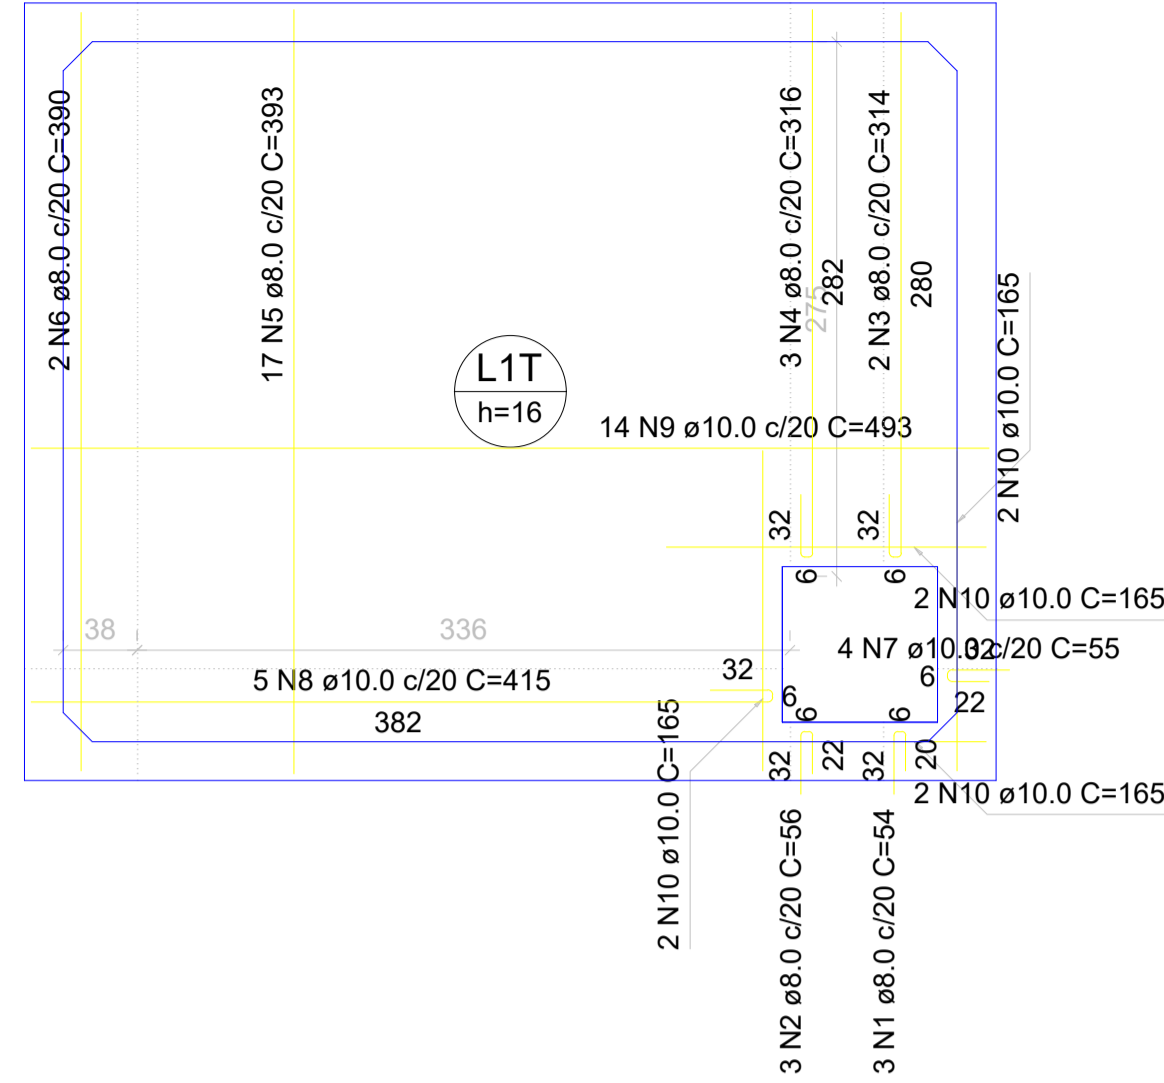 2 N6 ø8.0 c/20 C=390
17 N5 ø8.0 c/20 C=393
3 N4 ø8.0 c/20 C=316
282
275
2 N3 ø8.0 c/20 C=314
280
2 N10 ø10.0 C=165
L1T
h=16
14 N9 ø10.0 c/20 C=493
32
32
6
6
2 N10 ø10.0 C=165
38
336
4 N7 ø10.0 c/20 C=55
32
6
22
5 N8 ø10.0 c/20 C=415
32
6
382
6
6
32
22
32
20
2 N10 ø10.0 C=165
2 N10 ø10.0 C=165
3 N2 ø8.0 c/20 C=56
3 N1 ø8.0 c/20 C=54